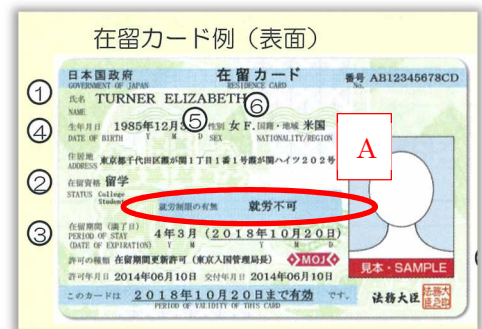 在留カード例（表面）
日本国政府 在留カード 番号 AB12345678CD
GOVERNMENT OF JAPAN RESIDENCE CARD No.
① 氏名 TURNER ELIZABETH ⑥
NAME
④ 生年月日 1985年12月3 ⑤ 性別 女 F. 国籍・地域 米国
DATE OF BIRTH Y M D SEX NATIONALITY/REGION
A
住居地 東京都千代田区霞が関1丁目1番1号霞が関ハイツ202号
ADDRESS
② 在留資格 留学
STATUS College
Student
就労制限の有無 就労不可
③ 在留期間（満了日） 4年3月（2018年10月20日）
PERIOD OF STAY
(DATE OF EXPIRATION) Y M Y M D
許可の種類 在留期間更新許可（東京入国管理局長） MOJ
見本・SAMPLE
許可年月日 2014年06月10日 交付年月日 2014年06月10日
このカードは 2018年10月20日まで有効 です。 法務大臣
PERIOD OF VALIDITY OF THIS CARD